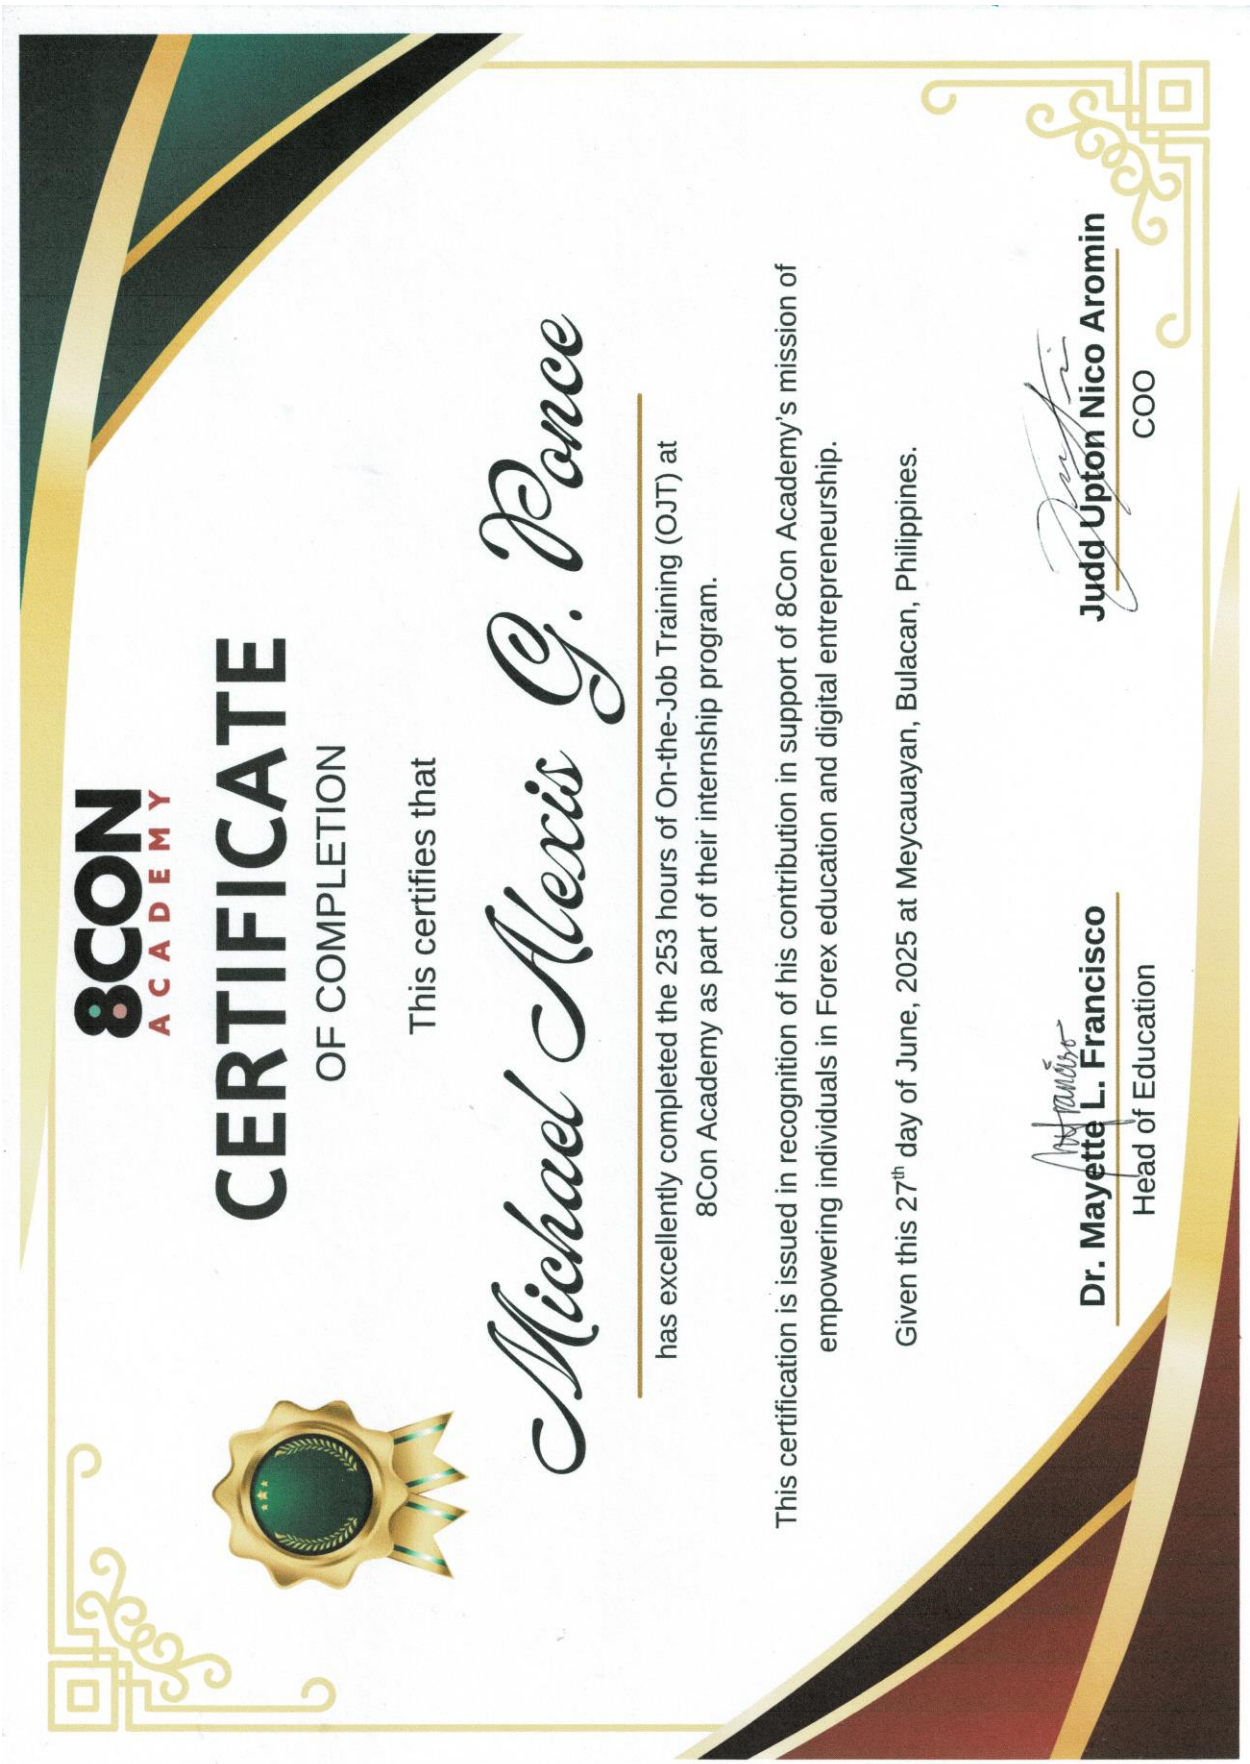 8CON
ACADEMY
CERTIFICATE
OF COMPLETION
This certifies that
Michael Alexis G. Ponce
has excellently completed the 253 hours of On-the-Job Training (OJT) at
8Con Academy as part of their internship program.
This certification is issued in recognition of his contribution in support of 8Con Academy's mission of
empowering individuals in Forex education and digital entrepreneurship.
Given this 27th day of June, 2025 at Meycauayan, Bulacan, Philippines.
Dr. Mayette L. Francisco
Head of Education
Judd Upton Nico Aromin
COO